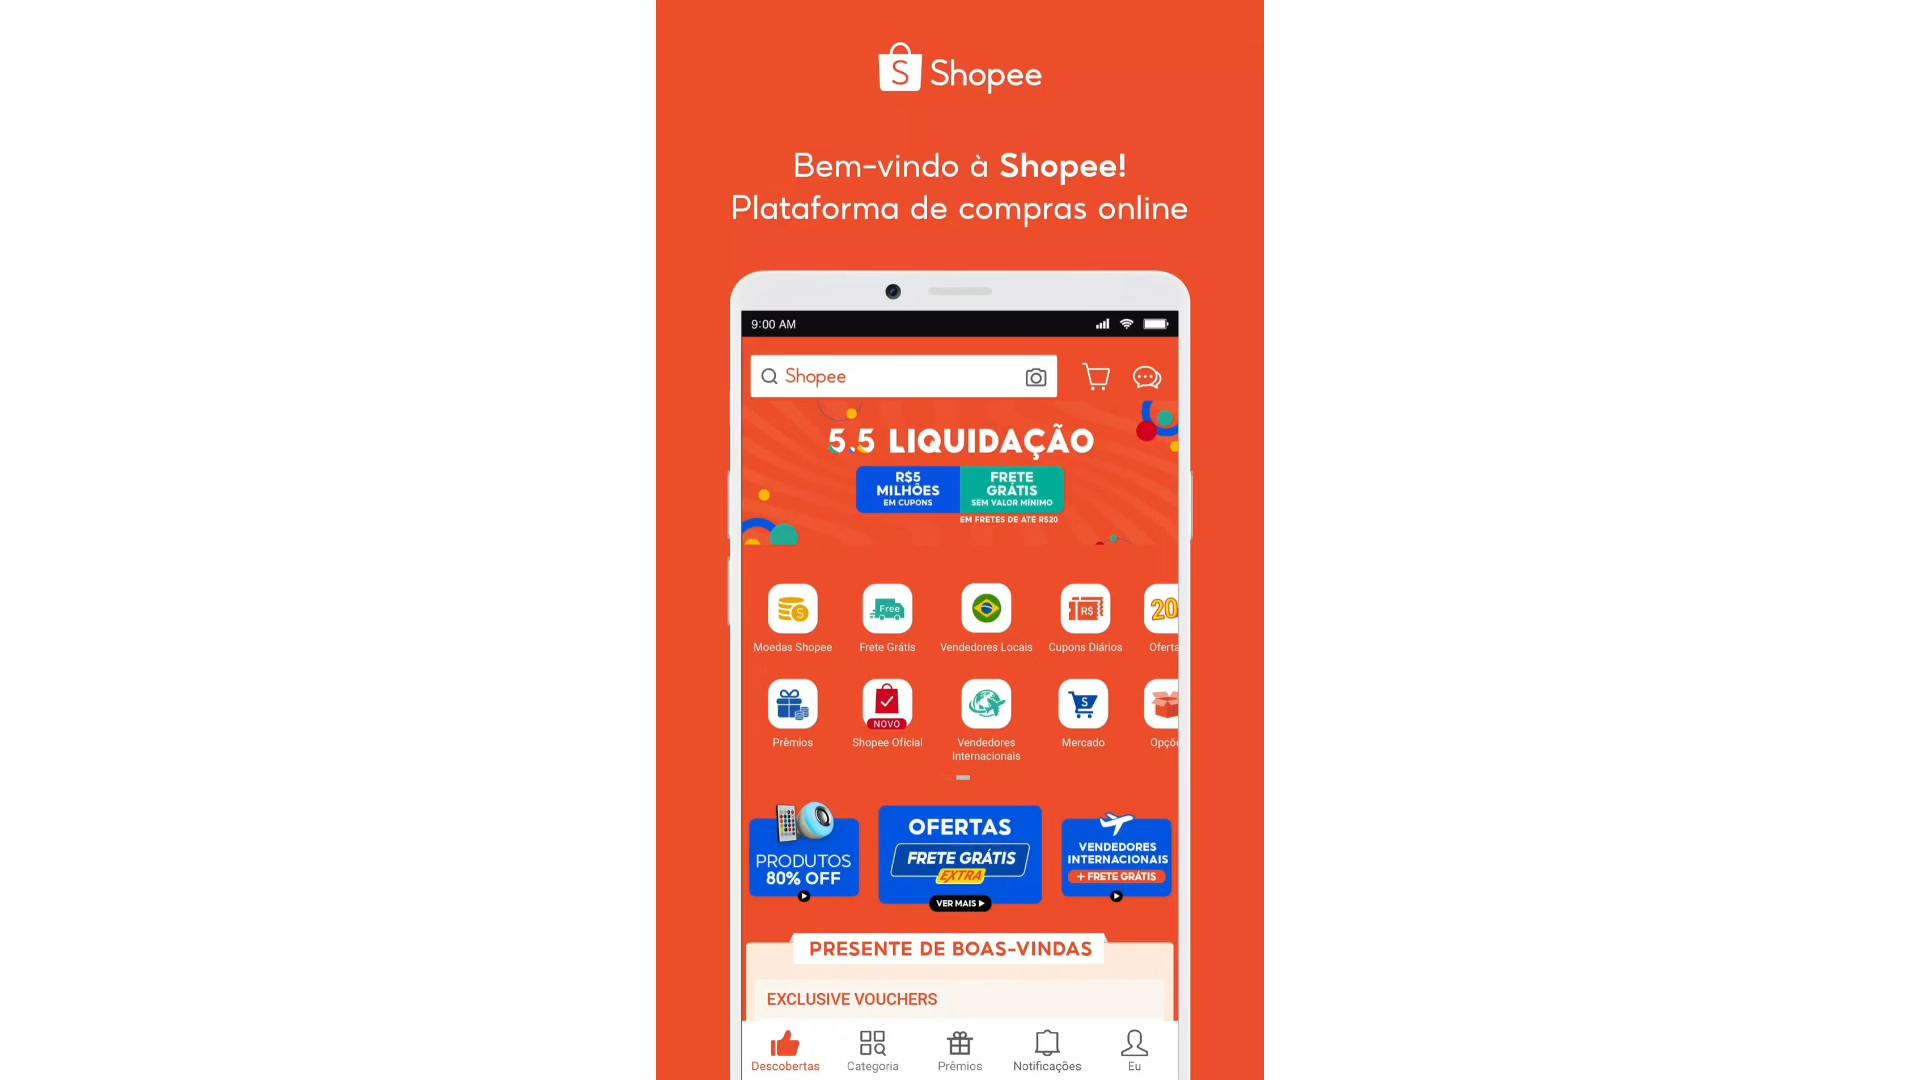 Shopee
Bem-vindo à Shopee!
Plataforma de compras online
9:00 AM
Shopee
5.5 LIQUIDAÇÃO
R$5
MILHÕES
EM CUPONS
FRETE
GRÁTIS
SEM VALOR MÍNIMO
EM FRETES DE ATÉ R$20
Free
R$
20
Moedas Shopee
Frete Grátis
Vendedores Locais
Cupons Diários
Oferta
NOVO
Prêmios
Shopee Oficial
Vendedores
Internacionais
Mercado
Opçõe
PRODUTOS
80% OFF
OFERTAS
FRETE GRÁTIS
EXTRA
VER MAIS
VENDEDORES
INTERNACIONAIS
+ FRETE GRÁTIS
PRESENTE DE BOAS-VINDAS
EXCLUSIVE VOUCHERS
Descobertas
Categoria
Prêmios
Notificações
Eu